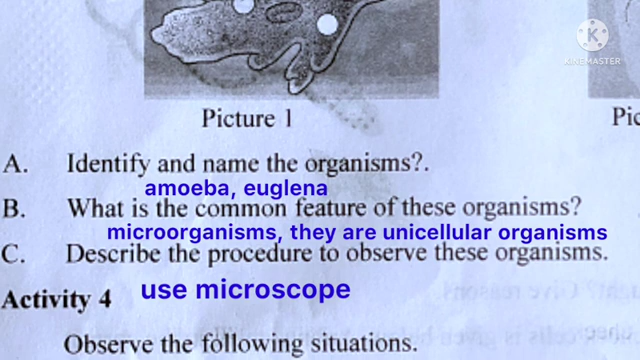 K
KINEMASTER
Picture 1
Pic
A. Identify and name the organisms?.
amoeba, euglena
B. What is the common feature of these organisms?
microorganisms, they are unicellular organisms
C. Describe the procedure to observe these organisms.
Activity 4 use microscope
Observe the following situations.